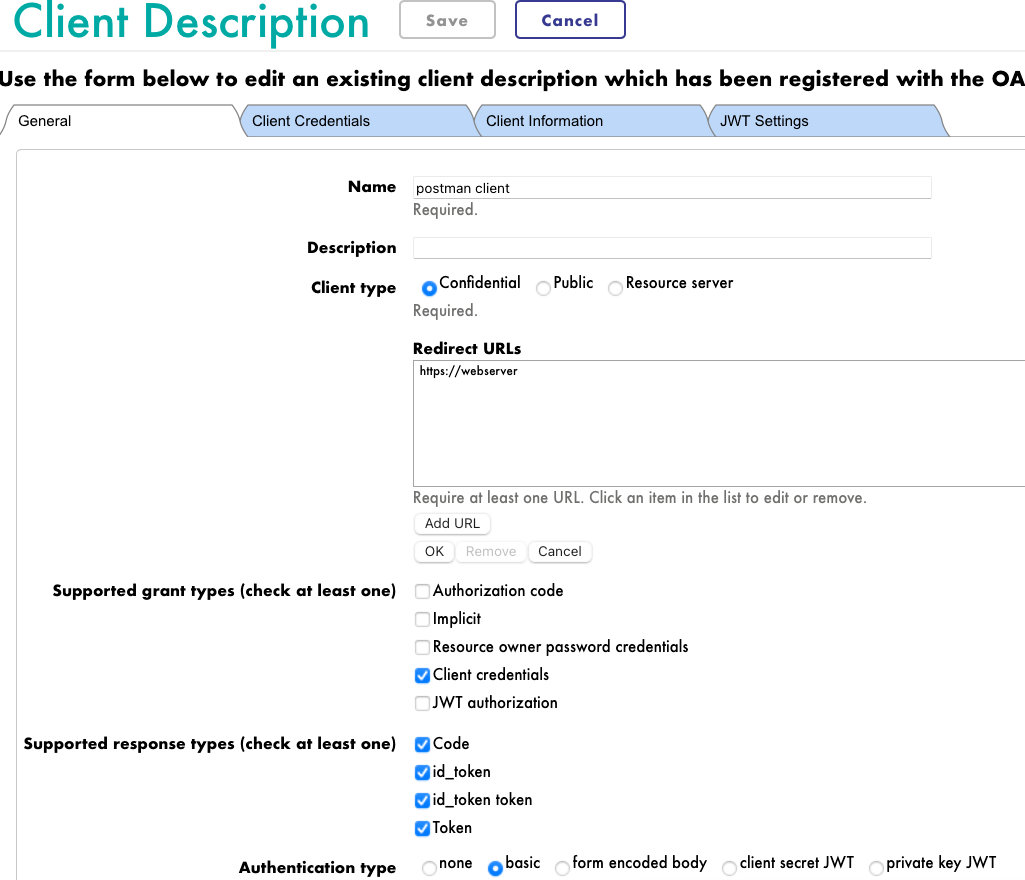 Client Description
Save
Cancel
Use the form below to edit an existing client description which has been registered with the OA
General
Client Credentials
Client Information
JWT Settings
Name
postman client
Required.
Description
Client type
Confidential
Public
Resource server
Required.
Redirect URLs
https://webserver
Require at least one URL. Click an item in the list to edit or remove.
Add URL
OK
Remove
Cancel
Supported grant types (check at least one)
Authorization code
Implicit
Resource owner password credentials
Client credentials
JWT authorization
Supported response types (check at least one)
Code
id_token
id_token token
Token
Authentication type
none
basic
form encoded body
client secret JWT
private key JWT